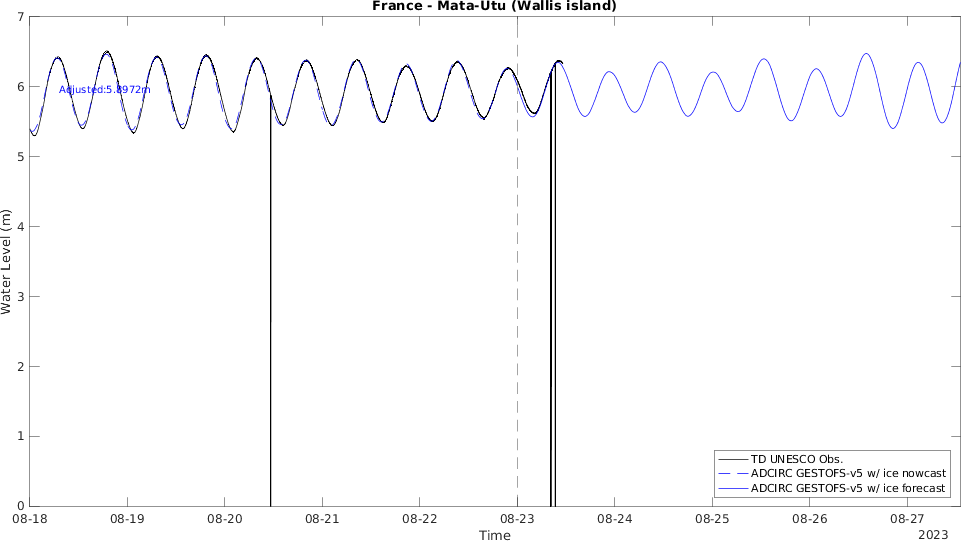 France - Mata-Utu (Wallis island)
7
6
5
4
3
2
1
0
Water Level (m)
Adjusted:5.8972m
TD UNESCO Obs.
ADCIRC GESTOFS-v5 w/ ice nowcast
ADCIRC GESTOFS-v5 w/ ice forecast
08-18 08-19 08-20 08-21 08-22 08-23 08-24 08-25 08-26 08-27
Time
2023